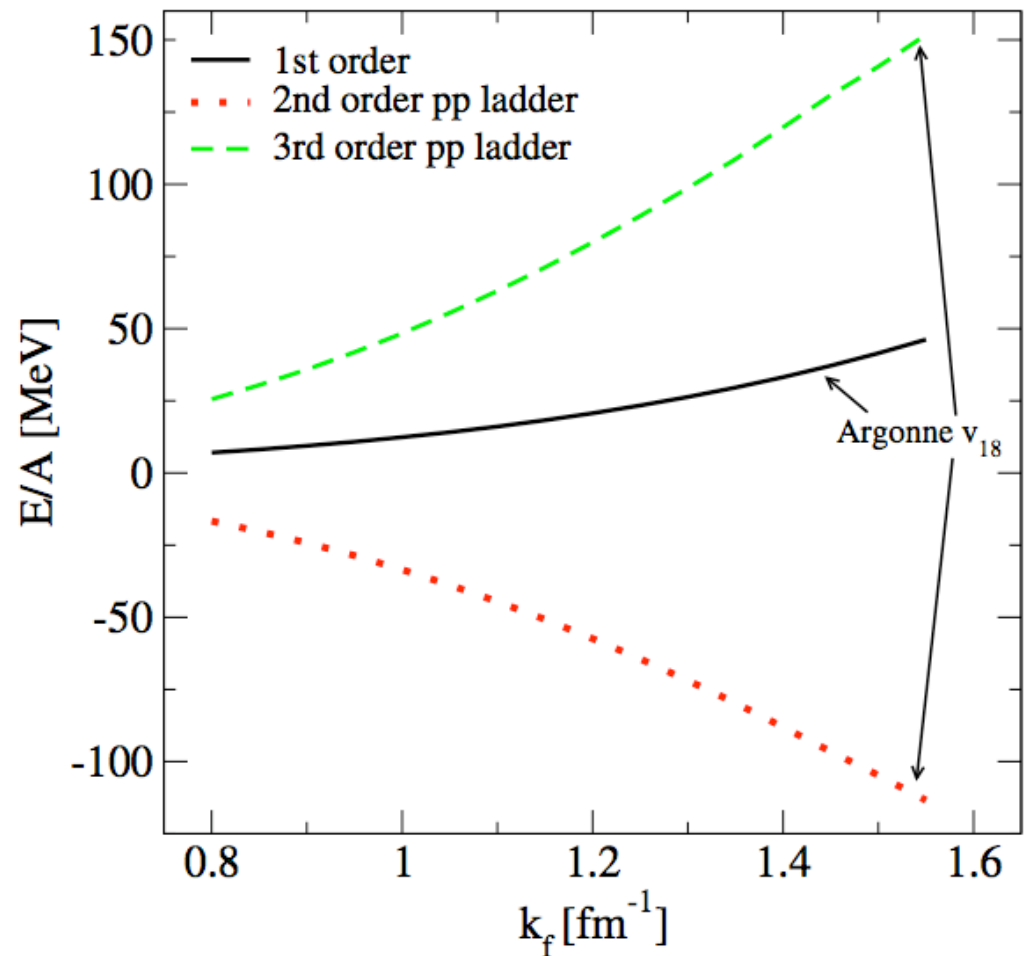 1st order
2nd order pp ladder
3rd order pp ladder
150
100
50
0
-50
-100
E/A [MeV]
Argonne v18
0.8
1
1.2
1.4
1.6
kf [fm-1]